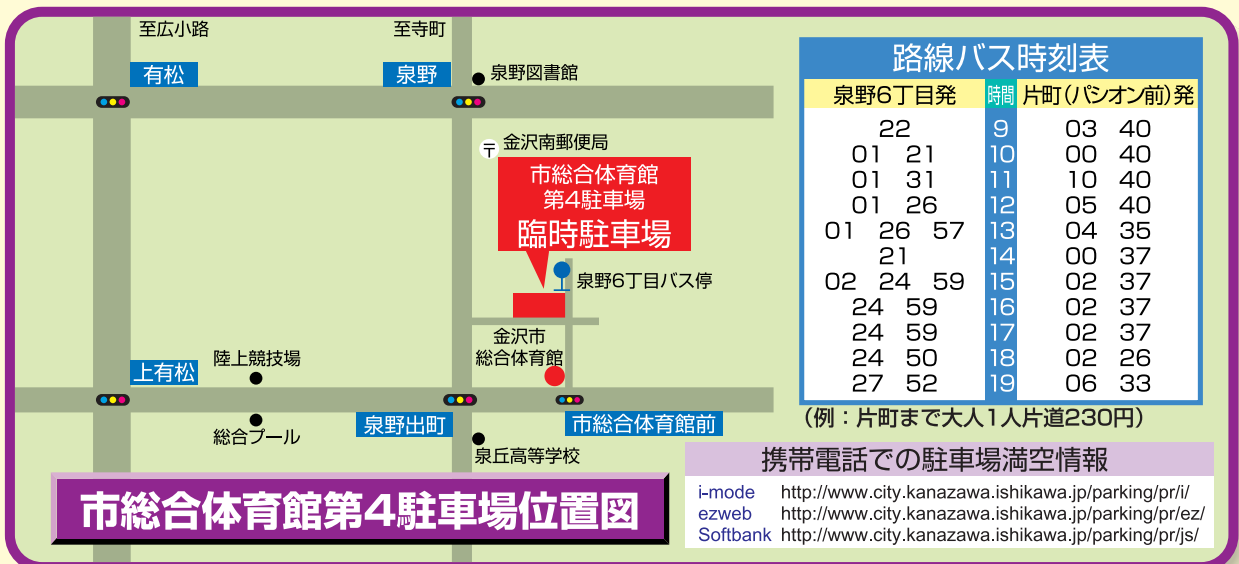 至広小路
至寺町
有松
泉野
泉野図書館
〒 金沢南郵便局
市総合体育館
第4駐車場
臨時駐車場
泉野6丁目バス停
金沢市
総合体育館
上有松
陸上競技場
総合プール
泉野出町
市総合体育館前
泉丘高等学校
市総合体育館第4駐車場位置図
路線バス時刻表
泉野6丁目発 時間 片町(パシオン前)発
22 9 03 40
01 21 10 00 40
01 31 11 10 40
01 26 12 05 40
01 26 57 13 04 35
21 14 00 37
02 24 59 15 02 37
24 59 16 02 37
24 59 17 02 37
24 50 18 02 26
27 52 19 06 33
(例:片町まで大人1人片道230円)
携帯電話での駐車場満空情報
i-mode http://www.city.kanazawa.ishikawa.jp/parking/pr/i/
ezweb http://www.city.kanazawa.ishikawa.jp/parking/pr/ez/
Softbank http://www.city.kanazawa.ishikawa.jp/parking/pr/js/